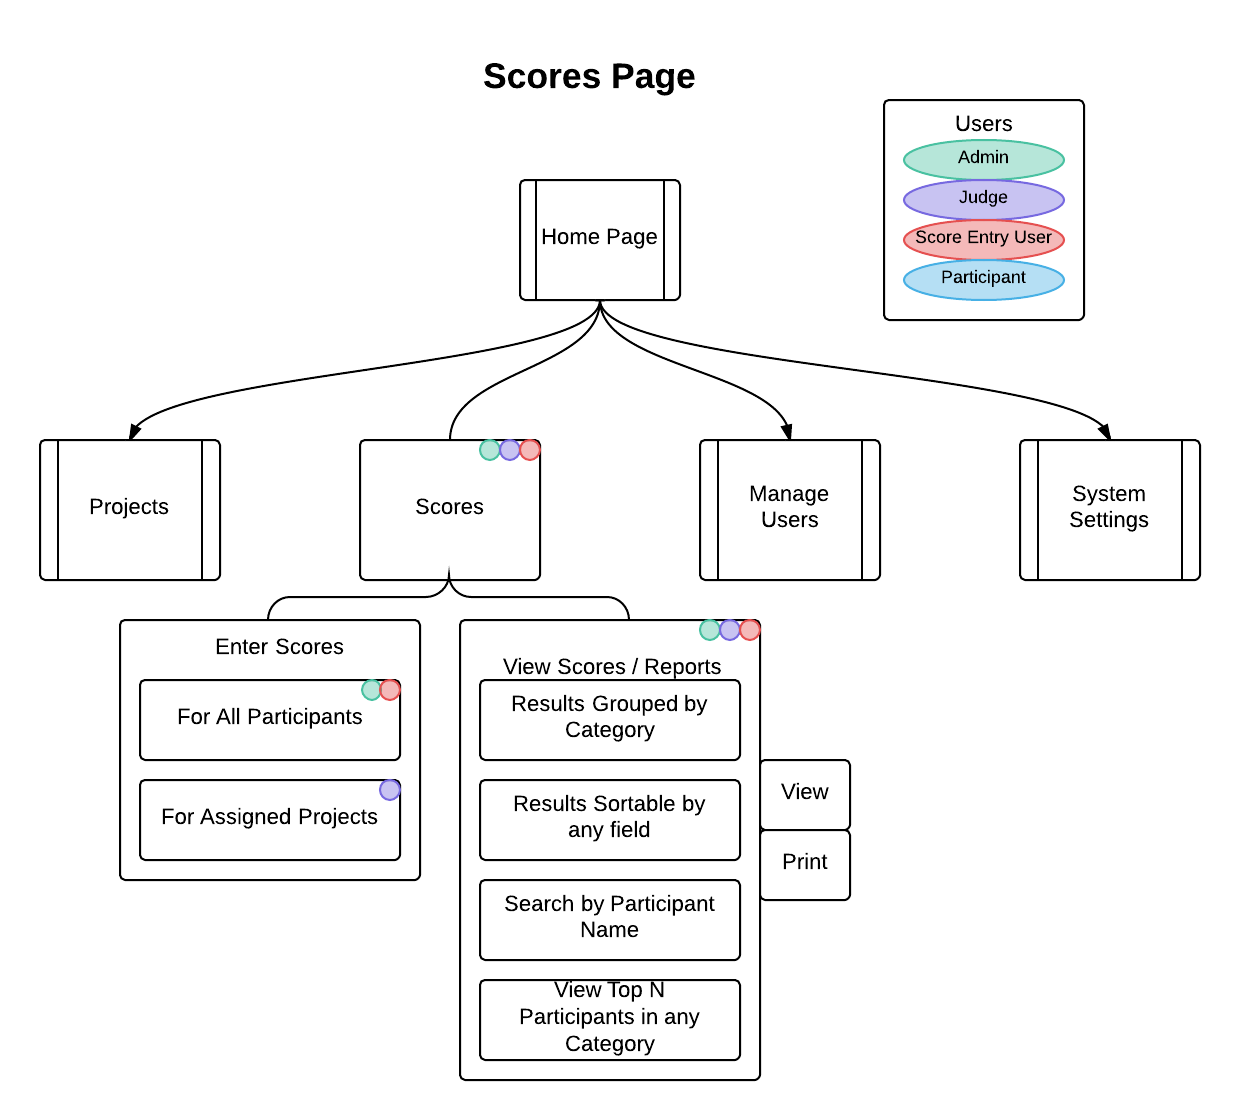 Scores Page
Users
Admin
Judge
Score Entry User
Participant
Home Page
Projects
Scores
Manage
Users
System
Settings
Enter Scores
For All Participants
For Assigned Projects
View Scores / Reports
Results Grouped by
Category
Results Sortable by
any field
Search by Participant
Name
View Top N
Participants in any
Category
View
Print